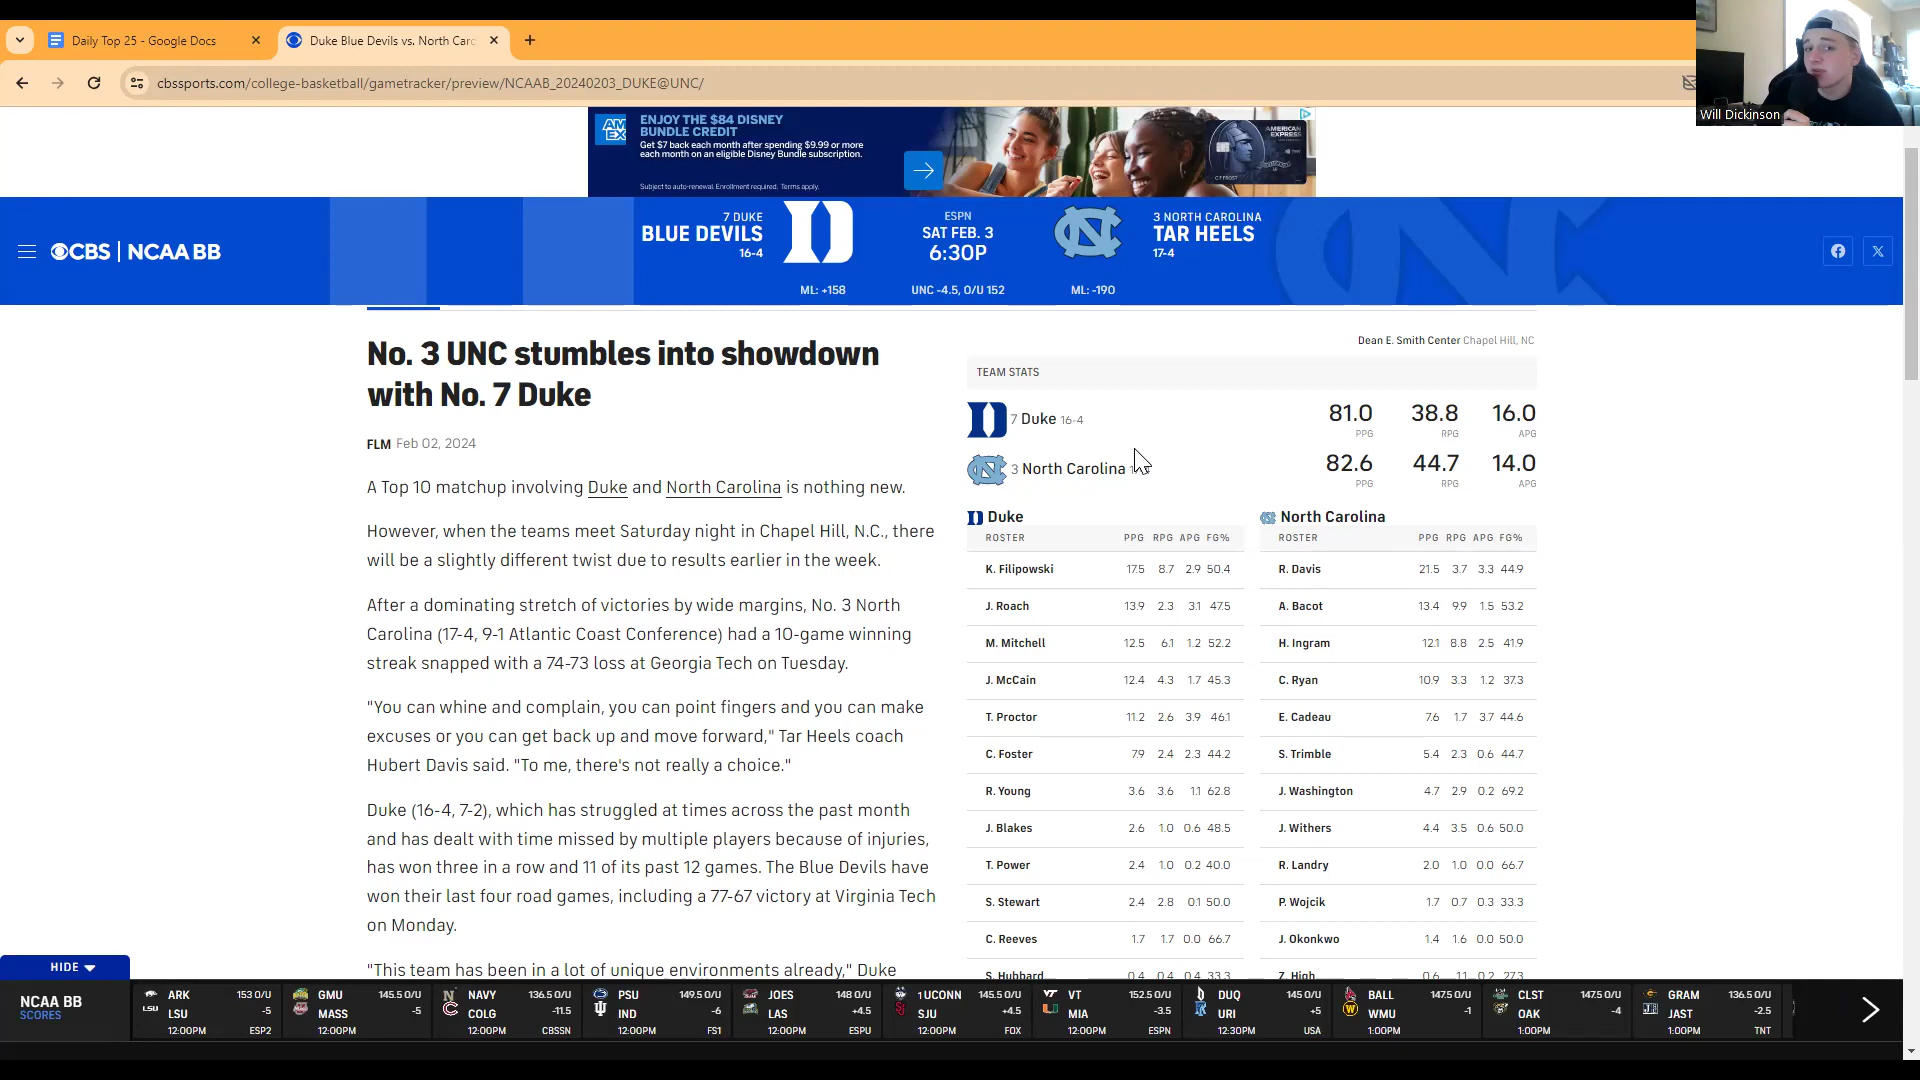 Daily Top 25 - Google Docs
Duke Blue Devils vs. North Car
cbssports.com/college-basketball/gametracker/preview/NCAAB_20240203_DUKE@UNC/
Will Dickinson
AM
EX
ENJOY THE $84 DISNEY
BUNDLE CREDIT
Get $7 back each month after spending $9.99 or more
each month on an eligible Disney Bundle subscription.
Subject to auto-renewal. Enrollment required. Terms apply.
AMERICAN EXPRESS
C F FROST
CBS | NCAA BB
7 DUKE
BLUE DEVILS
16-4
ML: +158
ESPN
SAT FEB. 3
6:30P
UNC -4.5, O/U 152
3 NORTH CAROLINA
TAR HEELS
17-4
ML: -190
No. 3 UNC stumbles into showdown
with No. 7 Duke
FLM Feb 02, 2024
A Top 10 matchup involving Duke and North Carolina is nothing new.
However, when the teams meet Saturday night in Chapel Hill, N.C., there
will be a slightly different twist due to results earlier in the week.
After a dominating stretch of victories by wide margins, No. 3 North
Carolina (17-4, 9-1 Atlantic Coast Conference) had a 10-game winning
streak snapped with a 74-73 loss at Georgia Tech on Tuesday.
"You can whine and complain, you can point fingers and you can make
excuses or you can get back up and move forward," Tar Heels coach
Hubert Davis said. "To me, there's not really a choice."
Duke (16-4, 7-2), which has struggled at times across the past month
and has dealt with time missed by multiple players because of injuries,
has won three in a row and 11 of its past 12 games. The Blue Devils have
won their last four road games, including a 77-67 victory at Virginia Tech
on Monday.
"This team has been in a lot of unique environments already," Duke
Dean E. Smith Center Chapel Hill, NC
TEAM STATS
7 Duke 16-4 81.0 38.8 16.0
PPG RPG APG
3 North Carolina 82.6 44.7 14.0
PPG RPG APG
Duke
ROSTER PPG RPG APG FG%
K. Filipowski 17.5 8.7 2.9 50.4
J. Roach 13.9 2.3 3.1 47.5
M. Mitchell 12.5 6.1 1.2 52.2
J. McCain 12.4 4.3 1.7 45.3
T. Proctor 11.2 2.6 3.9 46.1
C. Foster 7.9 2.4 2.3 44.2
R. Young 3.6 3.6 1.1 62.8
J. Blakes 2.6 1.0 0.6 48.5
T. Power 2.4 1.0 0.2 40.0
S. Stewart 2.4 2.8 0.1 50.0
C. Reeves 1.7 1.7 0.0 66.7
S. Hubbard 0.4 0.4 0.4 33.3
North Carolina
ROSTER PPG RPG APG FG%
R. Davis 21.5 3.7 3.3 44.9
A. Bacot 13.4 9.9 1.5 53.2
H. Ingram 12.1 8.8 2.5 41.9
C. Ryan 10.9 3.3 1.2 37.3
E. Cadeau 7.6 1.7 3.7 44.6
S. Trimble 5.4 2.3 0.6 44.7
J. Washington 4.7 2.9 0.2 69.2
J. Withers 4.4 3.5 0.6 50.0
R. Landry 2.0 1.0 0.0 66.7
P. Wojcik 1.7 0.7 0.3 33.3
J. Okonkwo 1.4 1.6 0.0 50.0
Z. High 0.6 1.1 0.2 27.3
HIDE
NCAA BB
SCORES
ARK 153 O/U
LSU -5
12:00PM ESP2
GMU 145.5 O/U
MASS -5
12:00PM
NAVY 136.5 O/U
COLG -11.5
12:00PM CBSSN
PSU 149.5 O/U
IND -6
12:00PM FS1
JOES 148 O/U
LAS +4.5
12:00PM ESPU
1 UCONN 145.5 O/U
SJU +4.5
12:00PM FOX
VT 152.5 O/U
MIA -3.5
12:00PM ESPN
DUQ 145 O/U
URI +5
12:30PM USA
BALL 147.5 O/U
WMU -1
1:00PM
CLST 147.5 O/U
OAK -4
1:00PM
GRAM 136.5 O/U
JAST -2.5
1:00PM TNT